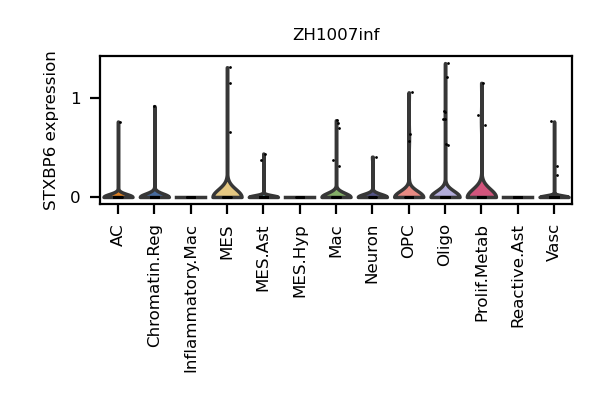 ZH1007inf
STXBP6 expression
1
0
AC
Chromatin.Reg
Inflammatory.Mac
MES
MES.Ast
MES.Hyp
Mac
Neuron
OPC
Oligo
Prolif.Metab
Reactive.Ast
Vasc